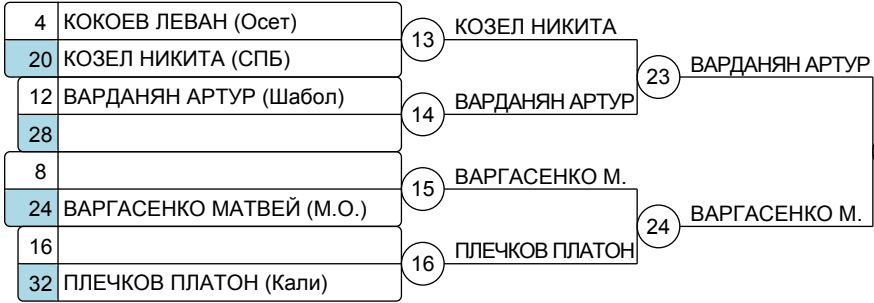 4 КОКОЕВ ЛЕВАН (Осет)
20 КОЗЕЛ НИКИТА (СПБ)
13 КОЗЕЛ НИКИТА
12 ВАРДАНЯН АРТУР (Шабол)
28
14 ВАРДАНЯН АРТУР
23 ВАРДАНЯН АРТУР
8
24 ВАРГАСЕНКО МАТВЕЙ (М.О.)
15 ВАРГАСЕНКО М.
16
32 ПЛЕЧКОВ ПЛАТОН (Кали)
16 ПЛЕЧКОВ ПЛАТОН
24 ВАРГАСЕНКО М.